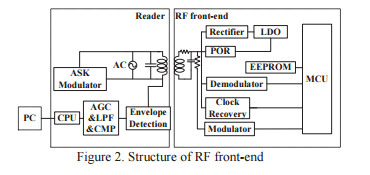 Reader
RF front-end
Rectifier
LDO
AC
POR
ASK
Modulator
EEPROM
MCU
Demodulator
PC
CPU
AGC
&LPF
&CMP
Envelope
Detection
Clock
Recovery
Modulator
Figure 2. Structure of RF front-end